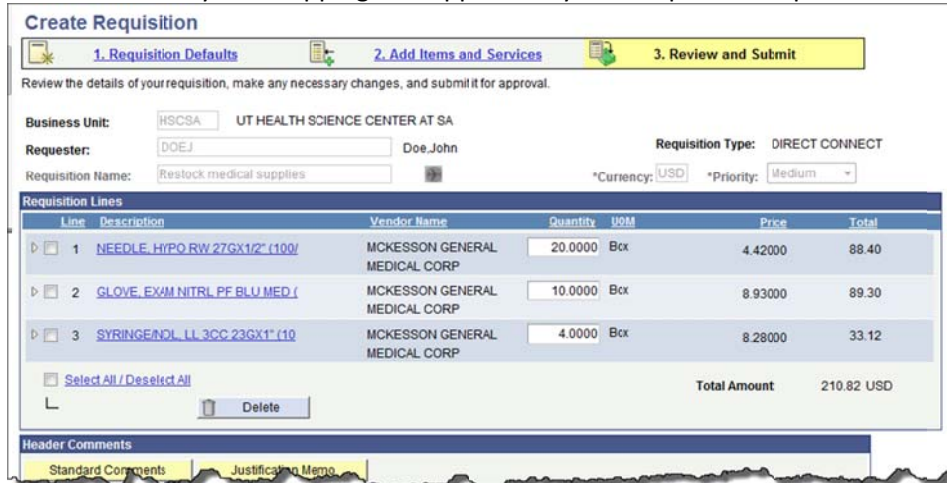 Create Requisition
1. Requisition Defaults 2. Add Items and Services 3. Review and Submit
Review the details of your requisition, make any necessary changes, and submit it for approval.
Business Unit: HSCSA UT HEALTH SCIENCE CENTER AT SA
Requester: DOEJ Doe,John Requisition Type: DIRECT CONNECT
Requisition Name: Restock medical supplies *Currency: USD *Priority: Medium
Requisition Lines
Line Description Vendor Name Quantity UOM Price Total
1 NEEDLE, HYPO RW 27GX1/2" (100/ MCKESSON GENERAL MEDICAL CORP 20.0000 Box 4.42000 88.40
2 GLOVE, EXAM NITRL PF BLU MED ( MCKESSON GENERAL MEDICAL CORP 10.0000 Box 8.93000 89.30
3 SYRINGE/NDL, LL 3CC 23GX1" (10 MCKESSON GENERAL MEDICAL CORP 4.0000 Box 8.28000 33.12
Select All / Deselect All Total Amount 210.82 USD
Delete
Header Comments
Standard Comments Justification Memo